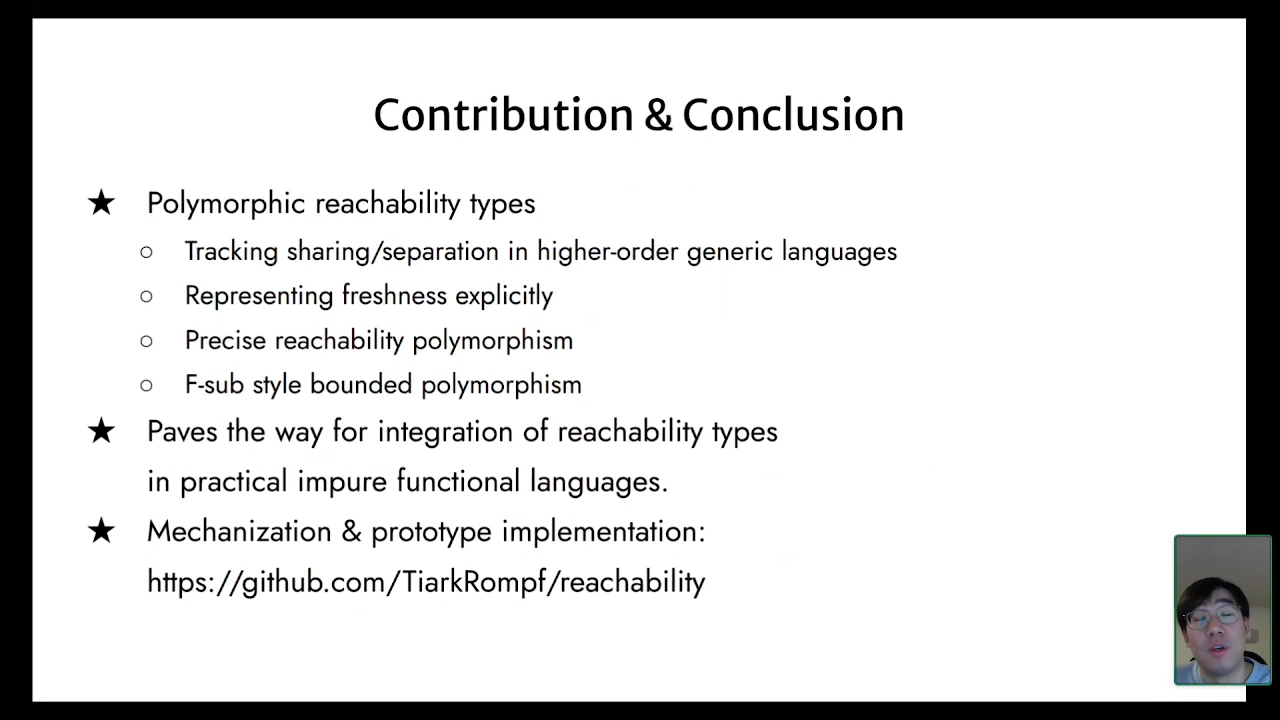 Contribution & Conclusion
★ Polymorphic reachability types
○ Tracking sharing/separation in higher-order generic languages
○ Representing freshness explicitly
○ Precise reachability polymorphism
○ F-sub style bounded polymorphism
★ Paves the way for integration of reachability types
in practical impure functional languages.
★ Mechanization & prototype implementation:
https://github.com/TiarkRompf/reachability